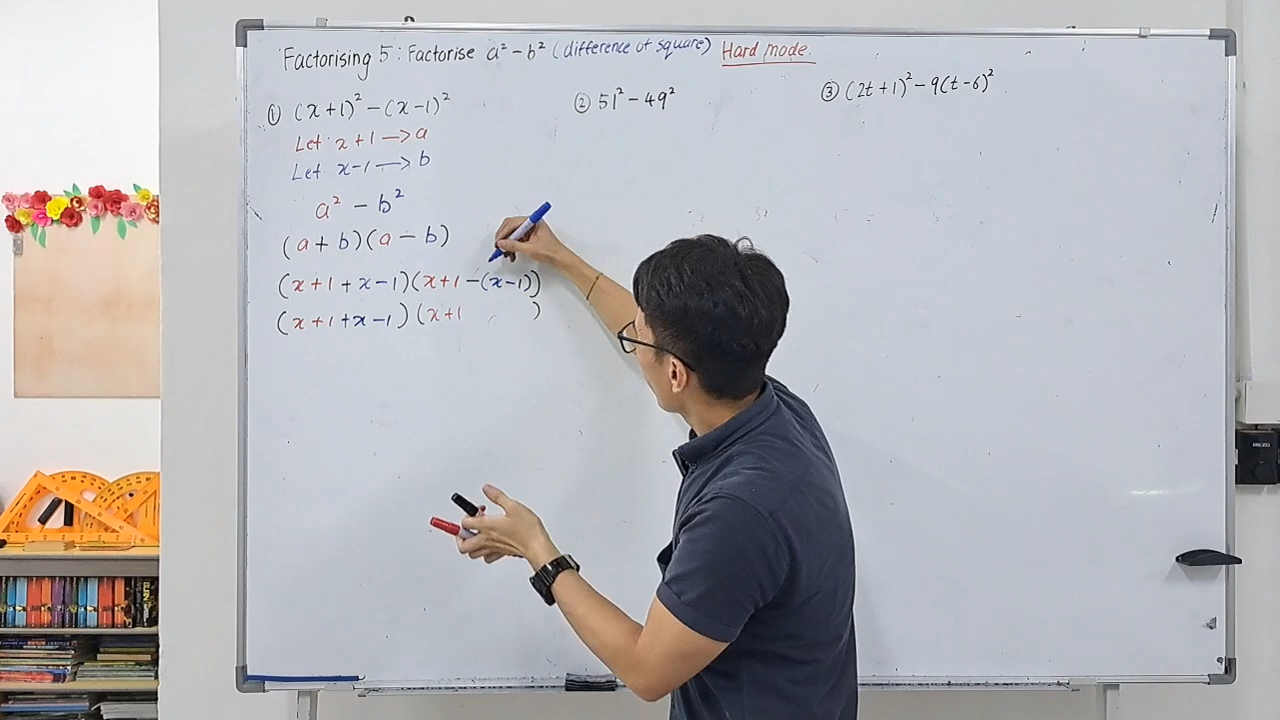 Factorising 5: Factorise a² − b² (difference of square) Hard mode.
① (x+1)² − (x−1)²
Let x+1 → a
Let x−1 → b
a² − b²
(a + b)(a − b)
(x+1+x−1)(x+1−(x−1))
(x+1+x−1)(x+1 )
② 51² − 49²
③ (2t+1)² − 9(t−6)²